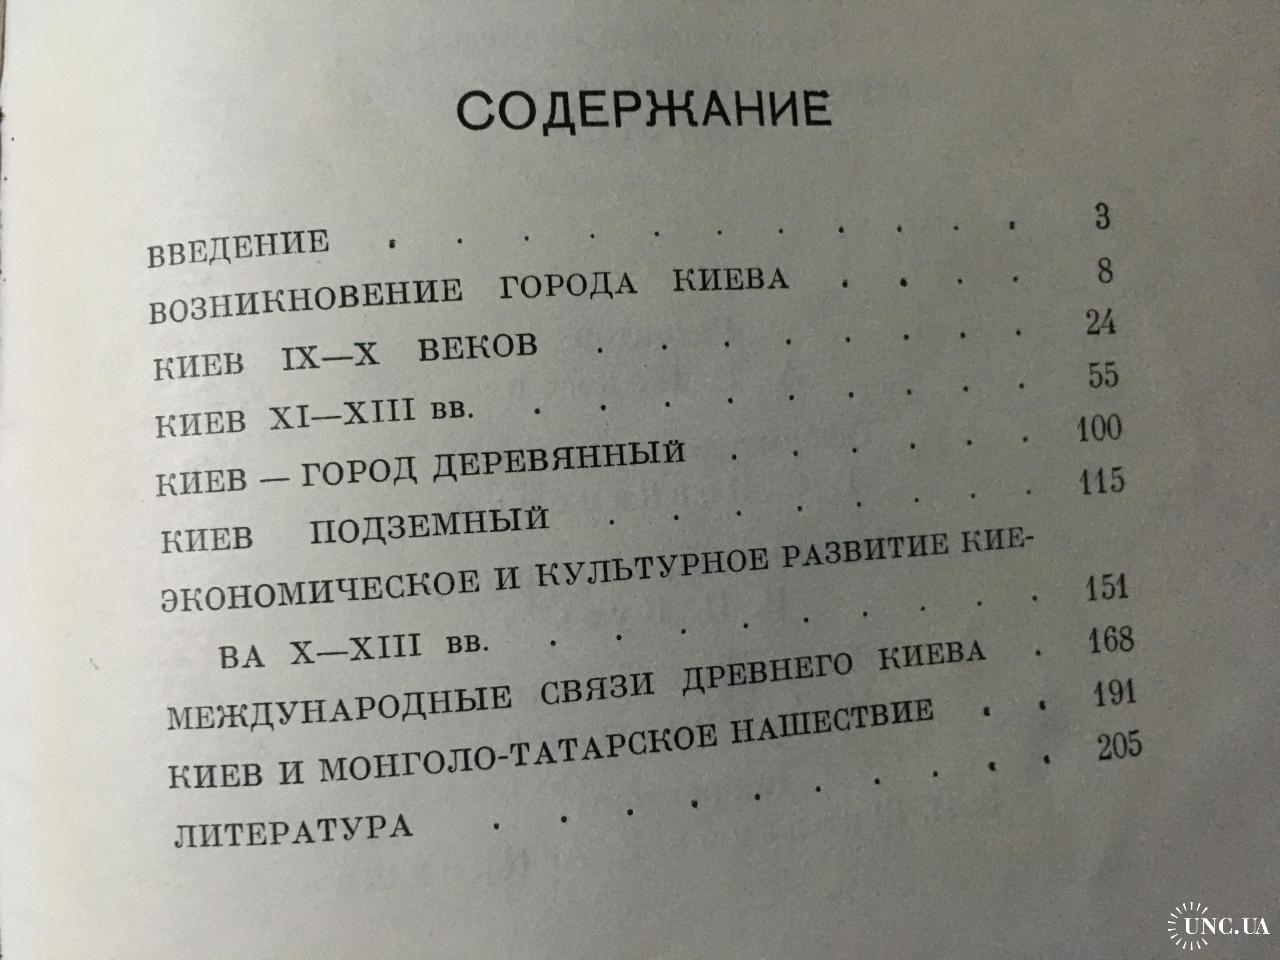 СОДЕРЖАНИЕ
ВВЕДЕНИЕ . . . . . . . . . . . 3
ВОЗНИКНОВЕНИЕ ГОРОДА КИЕВА . . . . 8
КИЕВ IX—X ВЕКОВ . . . . . . . 24
КИЕВ XI—XIII вв. . . . . . . . . 55
КИЕВ — ГОРОД ДЕРЕВЯННЫЙ . . . . . . 100
КИЕВ ПОДЗЕМНЫЙ . . . . . . . . 115
ЭКОНОМИЧЕСКОЕ И КУЛЬТУРНОЕ РАЗВИТИЕ КИЕ-
ВА X—XIII вв. . . . . . . . . 151
МЕЖДУНАРОДНЫЕ СВЯЗИ ДРЕВНЕГО КИЕВА . 168
КИЕВ И МОНГОЛО-ТАТАРСКОЕ НАШЕСТВИЕ . . 191
ЛИТЕРАТУРА . . . . . . . . . . 205
UNC.UA